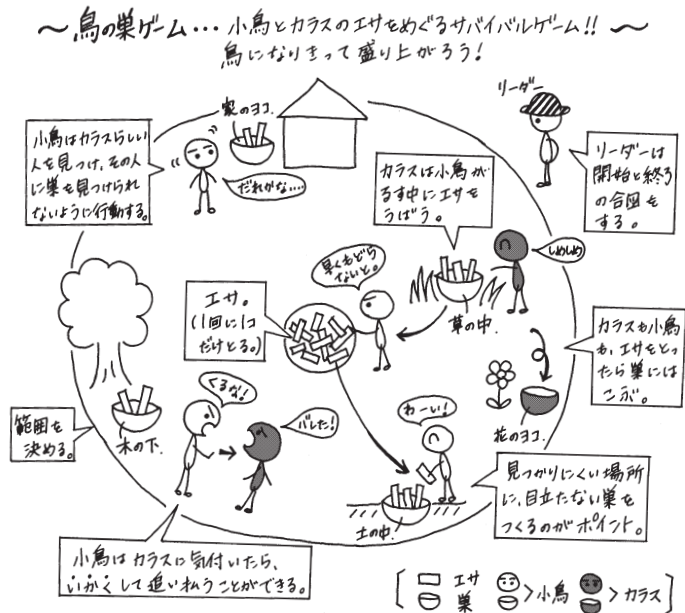 〜鳥の巣ゲーム…小鳥とカラスのエサをめぐるサバイバルゲーム!!〜
鳥になりきって盛り上がろう!
リーダー
家のヨコ
小鳥はカラスらしい
人を見つけ、その人
に巣を見つけられ
ないように行動する。
だれかな....
カラスは小鳥が
るす中にエサを
うばう。
リーダーは
開始と終了
の合図を
する。
しめしめ
早くもどら
ないと。
エサ。
(1回に1コ
だけとる。)
草の中.
カラスも小鳥
も、エサをとっ
たら巣には
こぶ。
くるな!
バレた!
わーい!
花のヨコ.
範囲を
決める。
木の下.
見つかりにくい場所
に、目立たない巣を
つくるのがポイント。
土の中.
小鳥はカラスに気付いたら、
いかくして追い払うことができる。
[エサ
巣
>小鳥
>カラス]